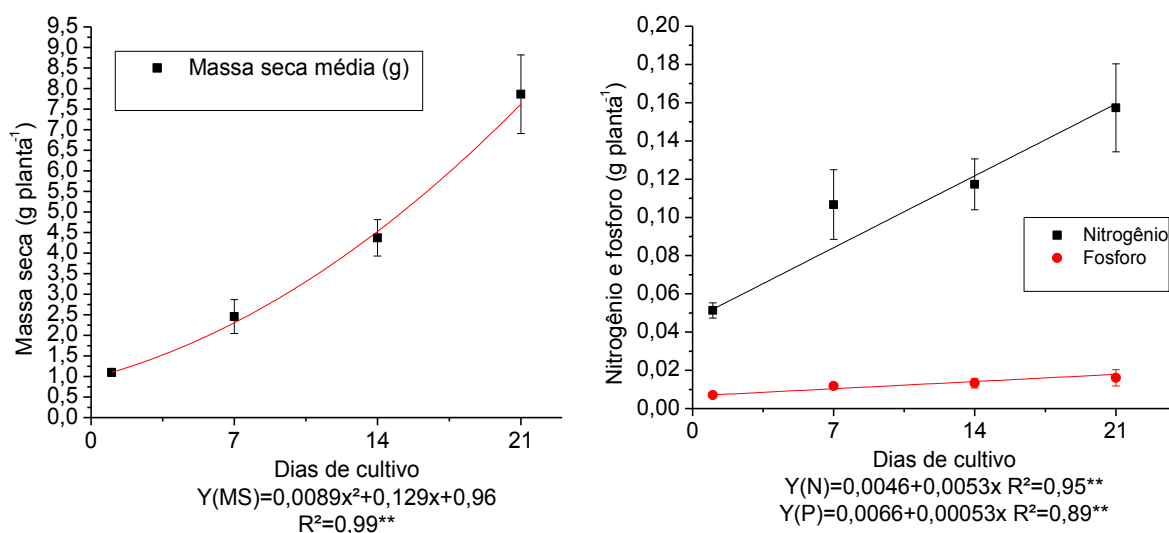 9,5
9,0
8,5
8,0
7,5
7,0
6,5
6,0
5,5
5,0
4,5
4,0
3,5
3,0
2,5
2,0
1,5
1,0
0,5
0,0
Massa seca (g planta-1)
Massa seca média (g)
0 7 14 21
Dias de cultivo
Y(MS)=0,0089x²+0,129x+0,96
R²=0,99**
0,20
0,18
0,16
0,14
0,12
0,10
0,08
0,06
0,04
0,02
0,00
Nitrogênio e fosforo (g planta-1)
Nitrogênio
Fosforo
0 7 14 21
Dias de cultivo
Y(N)=0,0046+0,0053x R²=0,95**
Y(P)=0,0066+0,00053x R²=0,89**